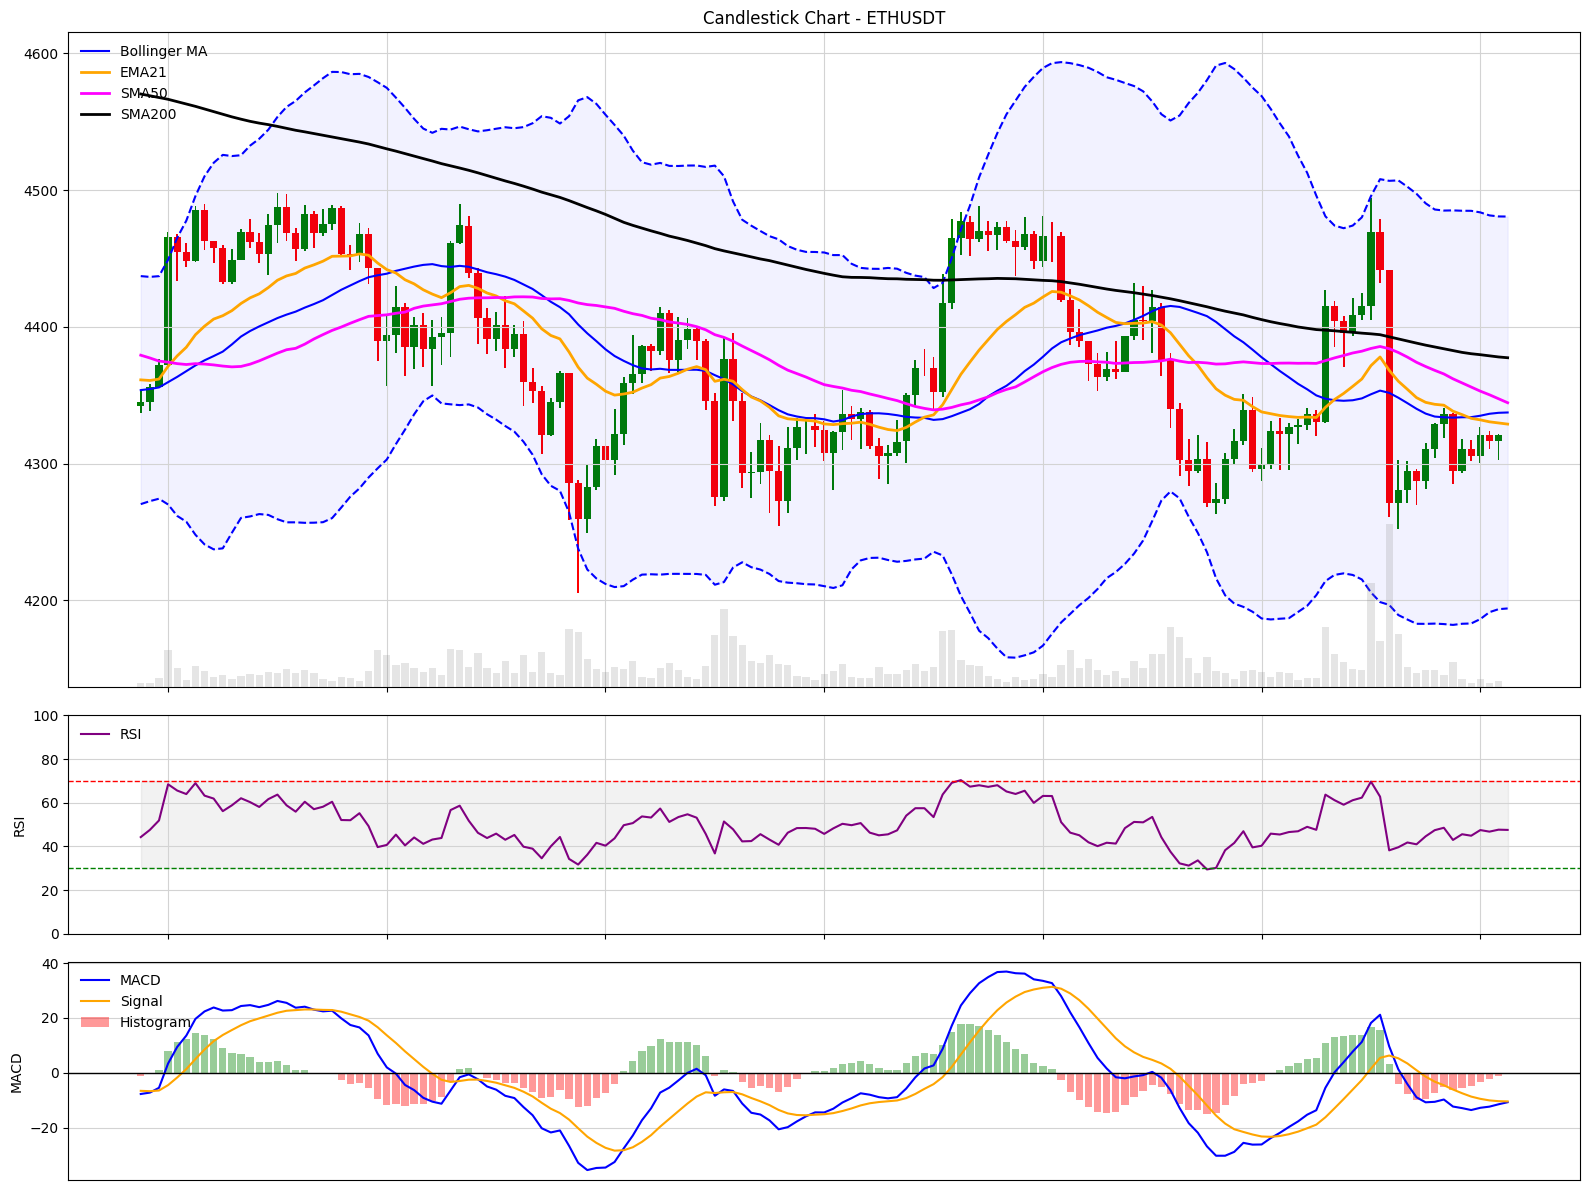 Candlestick Chart - ETHUSDT
4600
4500
4400
4300
4200
Bollinger MA
EMA21
SMA50
SMA200
100
80
60
40
20
0
RSI
RSI
40
20
0
−20
MACD
MACD
Signal
Histogram